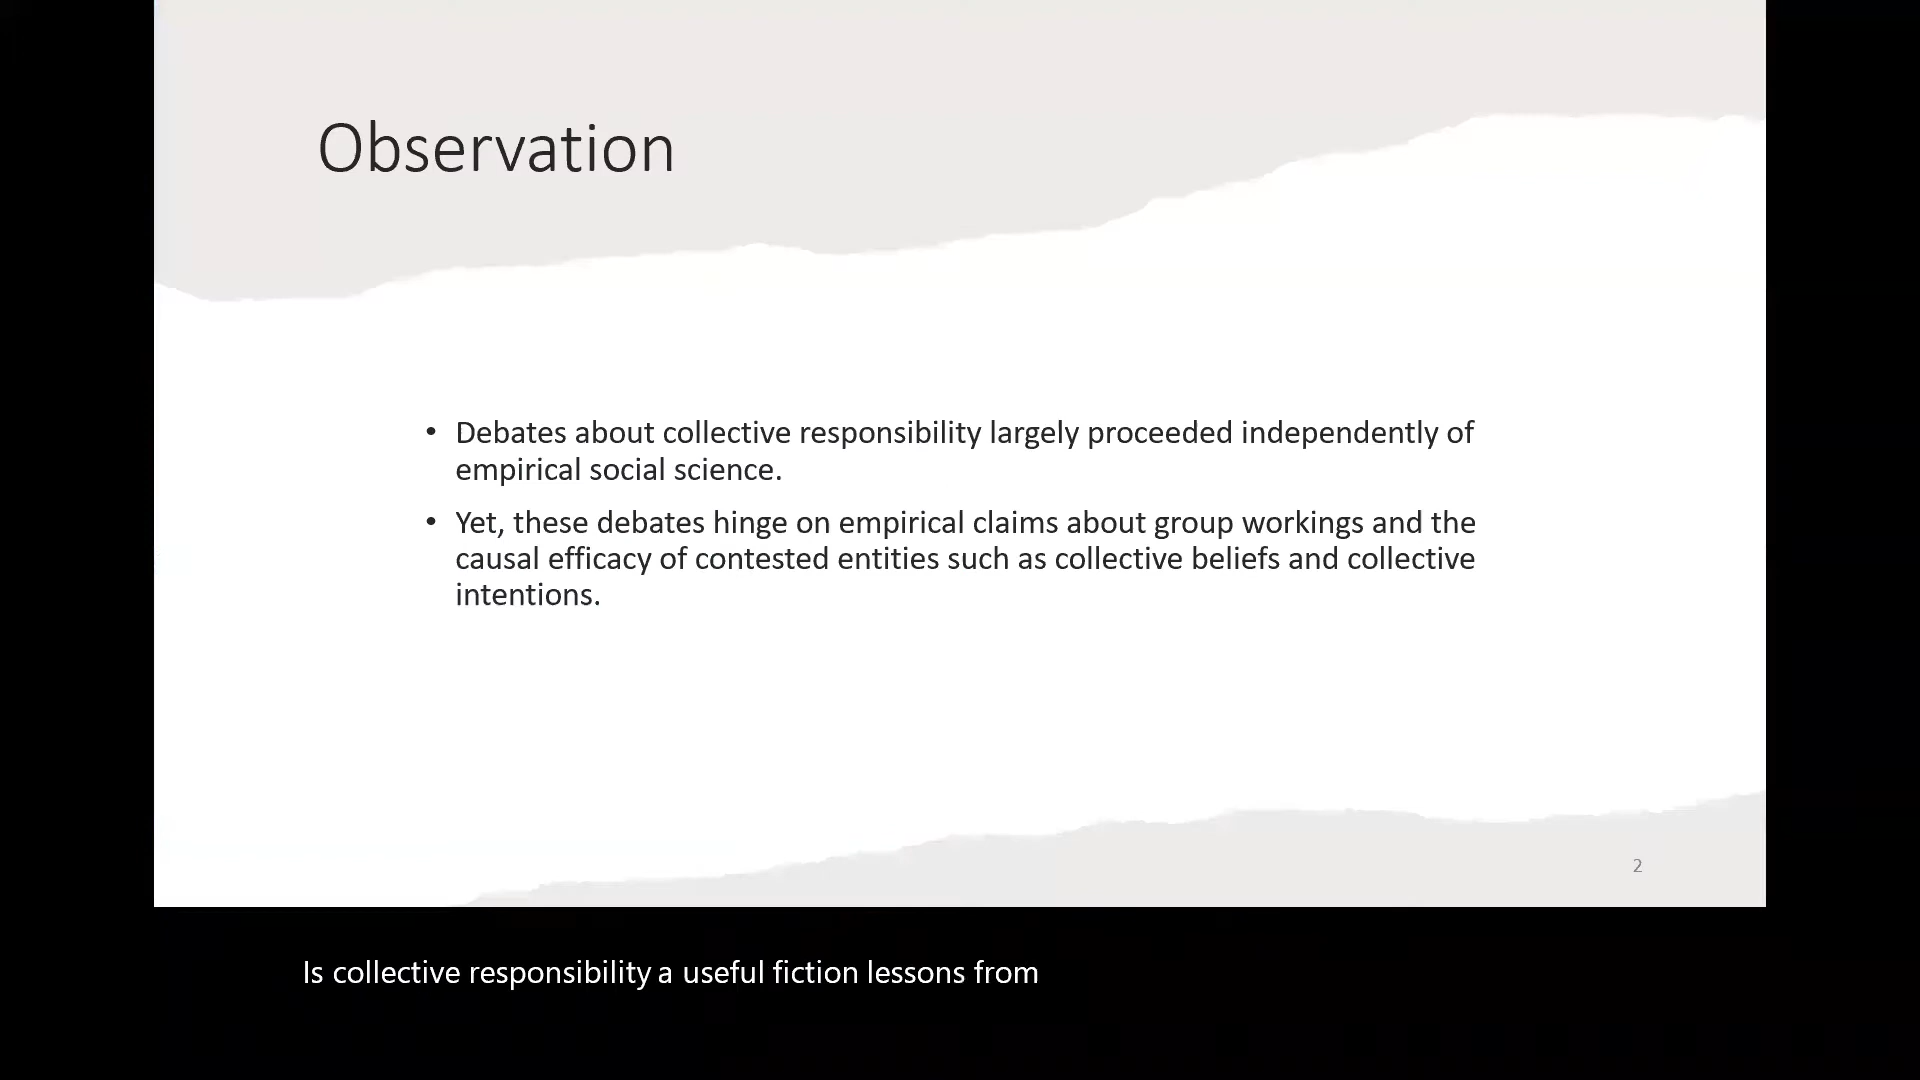 Observation
• Debates about collective responsibility largely proceeded independently of
empirical social science.
• Yet, these debates hinge on empirical claims about group workings and the
causal efficacy of contested entities such as collective beliefs and collective
intentions.
2
Is collective responsibility a useful fiction lessons from